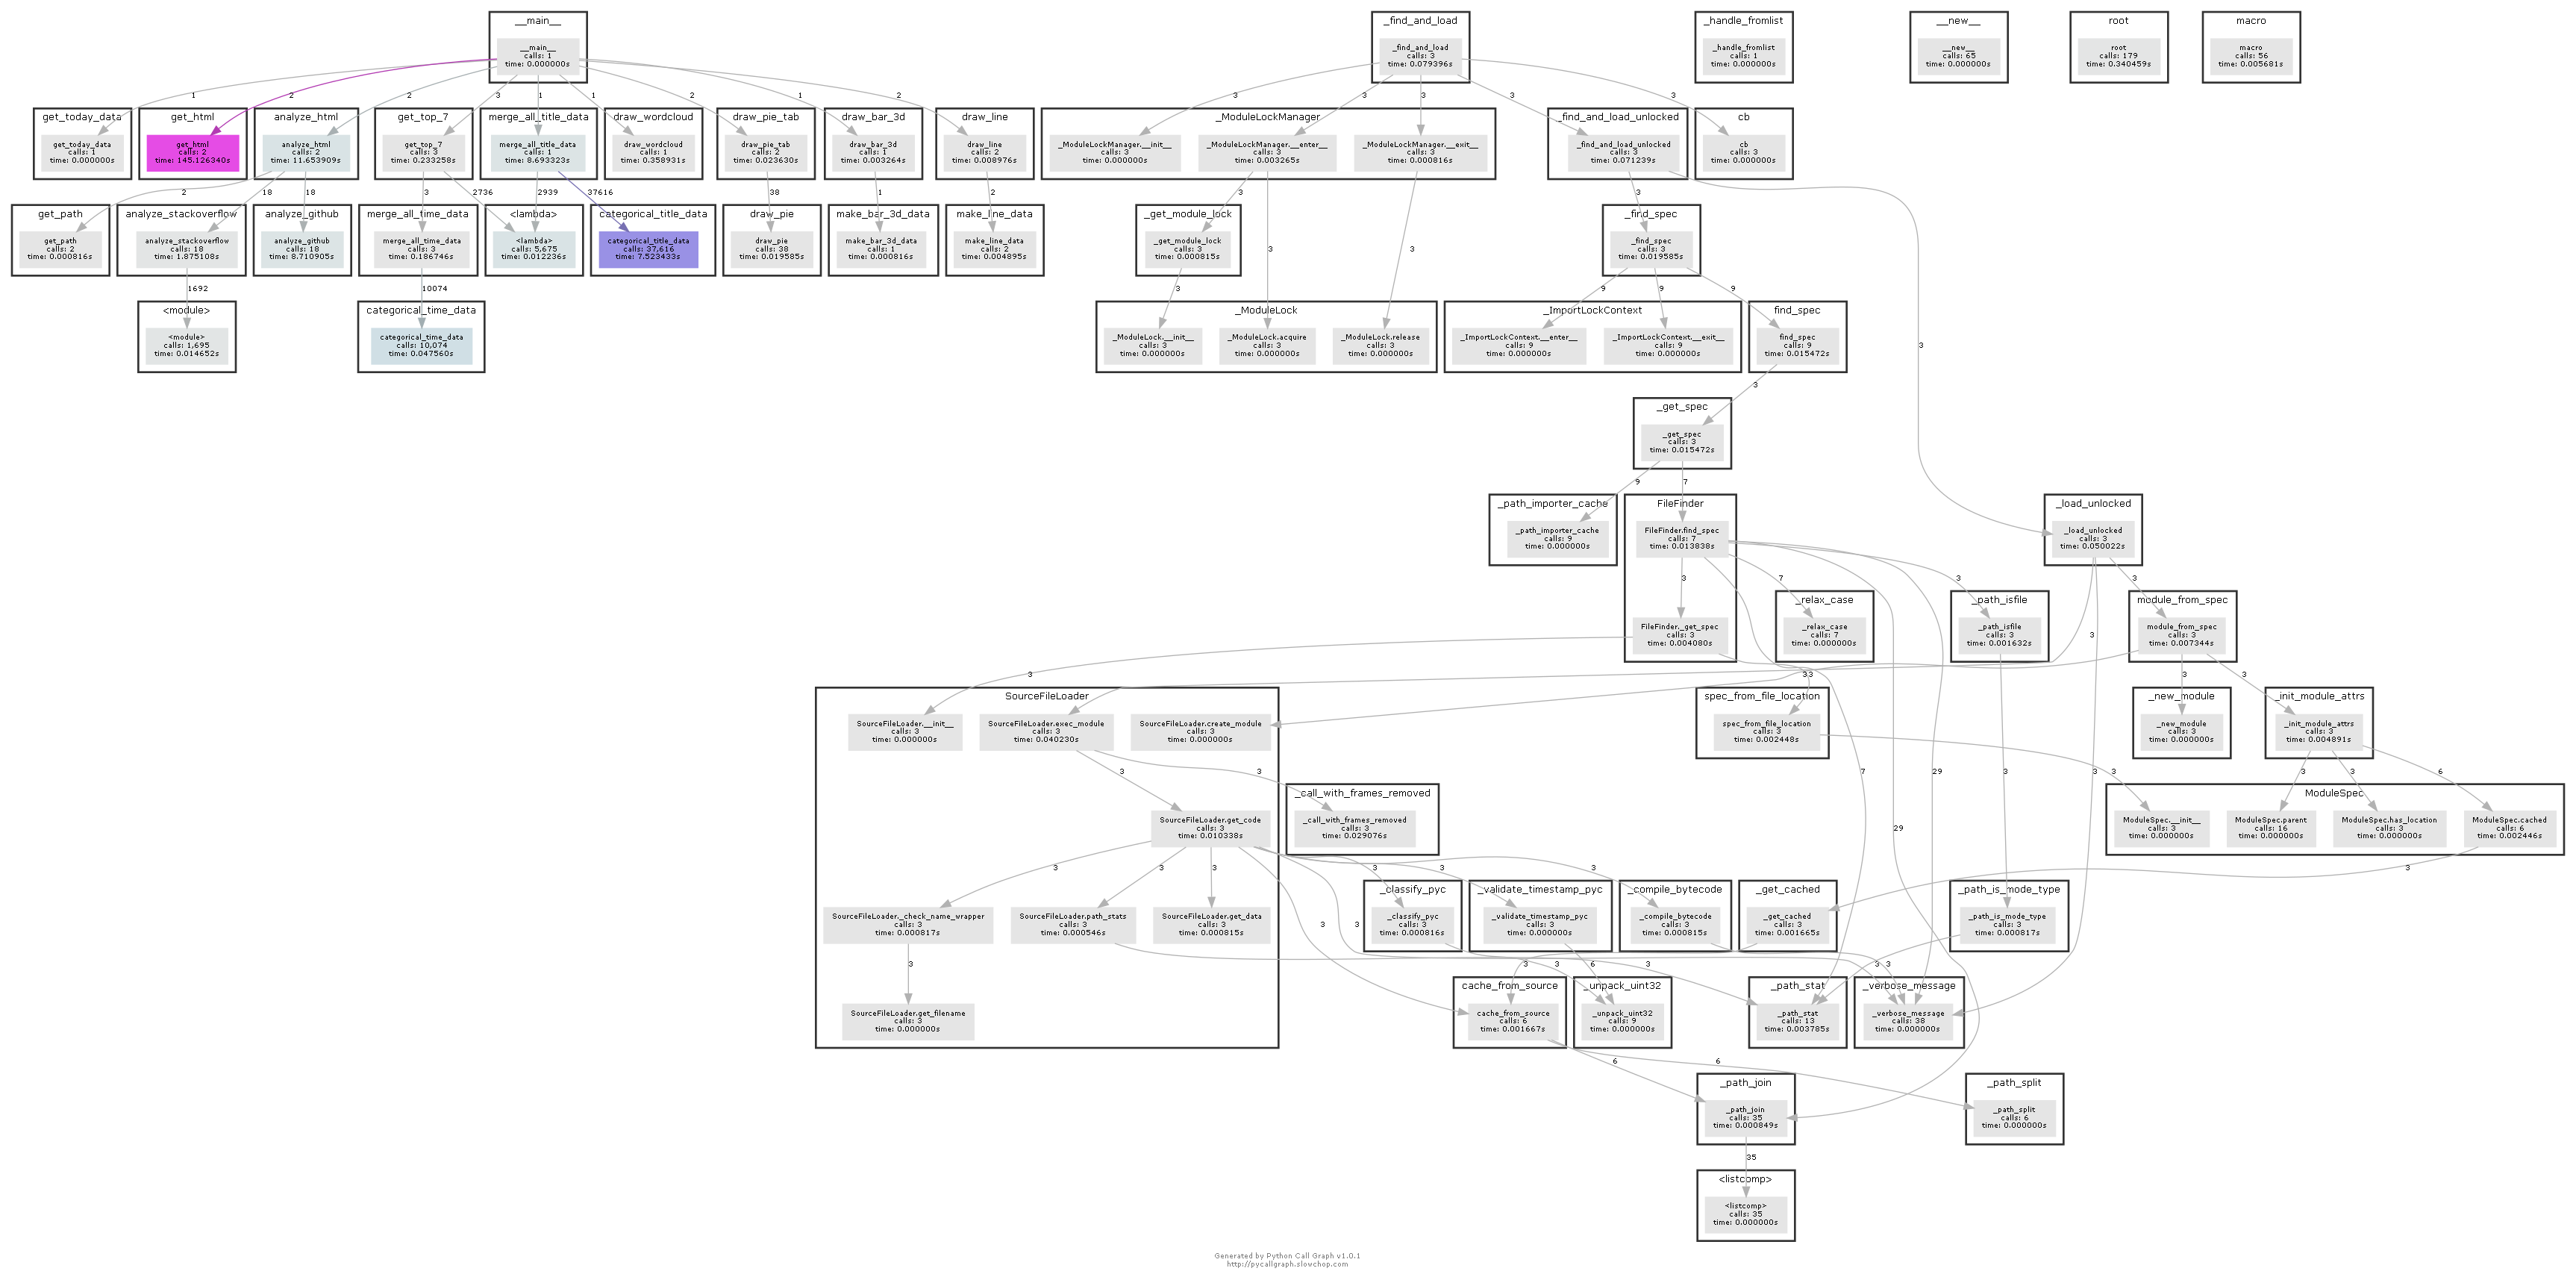 __main__
__main__
calls: 1
time: 0.000000s
_find_and_load
_find_and_load
calls: 3
time: 0.079396s
_handle_fromlist
_handle_fromlist
calls: 1
time: 0.000000s
__new__
__new__
calls: 65
time: 0.000000s
root
root
calls: 179
time: 0.340459s
macro
macro
calls: 56
time: 0.005681s
1
2
2
3
1
1
2
1
2
3
3
3
3
3
get_today_data
get_today_data
calls: 1
time: 0.000000s
get_html
get_html
calls: 2
time: 145.126340s
analyze_html
analyze_html
calls: 2
time: 11.653909s
get_top_7
get_top_7
calls: 3
time: 0.233258s
merge_all_title_data
merge_all_title_data
calls: 1
time: 8.693323s
draw_wordcloud
draw_wordcloud
calls: 1
time: 0.358931s
draw_pie_tab
draw_pie_tab
calls: 2
time: 0.023630s
draw_bar_3d
draw_bar_3d
calls: 1
time: 0.003264s
draw_line
draw_line
calls: 2
time: 0.008976s
_ModuleLockManager
_ModuleLockManager.__init__
calls: 3
time: 0.000000s
_ModuleLockManager.__enter__
calls: 3
time: 0.003265s
_ModuleLockManager.__exit__
calls: 3
time: 0.000816s
_find_and_load_unlocked
_find_and_load_unlocked
calls: 3
time: 0.071239s
cb
cb
calls: 3
time: 0.000000s
2
18
18
3
2736
2939
37616
38
1
2
3
3
3
3
3
get_path
get_path
calls: 2
time: 0.000816s
analyze_stackoverflow
analyze_stackoverflow
calls: 18
time: 1.875108s
analyze_github
analyze_github
calls: 18
time: 8.710905s
merge_all_time_data
merge_all_time_data
calls: 3
time: 0.186746s
<lambda>
<lambda>
calls: 5,675
time: 0.012236s
categorical_title_data
categorical_title_data
calls: 37,616
time: 7.523433s
draw_pie
draw_pie
calls: 38
time: 0.019585s
make_bar_3d_data
make_bar_3d_data
calls: 1
time: 0.000816s
make_line_data
make_line_data
calls: 2
time: 0.004895s
_get_module_lock
_get_module_lock
calls: 3
time: 0.000815s
_find_spec
_find_spec
calls: 3
time: 0.019585s
1692
10074
3
9
9
9
<module>
<module>
calls: 1,695
time: 0.014652s
categorical_time_data
categorical_time_data
calls: 10,074
time: 0.047560s
_ModuleLock
_ModuleLock.__init__
calls: 3
time: 0.000000s
_ModuleLock.acquire
calls: 3
time: 0.000000s
_ModuleLock.release
calls: 3
time: 0.000000s
_ImportLockContext
_ImportLockContext.__enter__
calls: 9
time: 0.000000s
_ImportLockContext.__exit__
calls: 9
time: 0.000000s
find_spec
find_spec
calls: 9
time: 0.015472s
3
_get_spec
_get_spec
calls: 3
time: 0.015472s
9
7
_path_importer_cache
_path_importer_cache
calls: 9
time: 0.000000s
FileFinder
FileFinder.find_spec
calls: 7
time: 0.013838s
_load_unlocked
_load_unlocked
calls: 3
time: 0.050022s
3
7
3
3
FileFinder._get_spec
calls: 3
time: 0.004080s
_relax_case
_relax_case
calls: 7
time: 0.000000s
_path_isfile
_path_isfile
calls: 3
time: 0.001632s
module_from_spec
module_from_spec
calls: 3
time: 0.007344s
3
3
3
3
3
3
SourceFileLoader
SourceFileLoader.__init__
calls: 3
time: 0.000000s
SourceFileLoader.exec_module
calls: 3
time: 0.040230s
SourceFileLoader.create_module
calls: 3
time: 0.000000s
spec_from_file_location
spec_from_file_location
calls: 3
time: 0.002448s
_new_module
_new_module
calls: 3
time: 0.000000s
_init_module_attrs
_init_module_attrs
calls: 3
time: 0.004891s
3
3
7
29
3
3
3
3
3
6
SourceFileLoader.get_code
calls: 3
time: 0.010338s
_call_with_frames_removed
_call_with_frames_removed
calls: 3
time: 0.029076s
29
ModuleSpec
ModuleSpec.__init__
calls: 3
time: 0.000000s
ModuleSpec.parent
calls: 16
time: 0.000000s
ModuleSpec.has_location
calls: 3
time: 0.000000s
ModuleSpec.cached
calls: 6
time: 0.002446s
3
3
3
3
3
3
3
SourceFileLoader._check_name_wrapper
calls: 3
time: 0.000817s
SourceFileLoader.path_stats
calls: 3
time: 0.000546s
SourceFileLoader.get_data
calls: 3
time: 0.000815s
3
3
_classify_pyc
_classify_pyc
calls: 3
time: 0.000816s
_validate_timestamp_pyc
_validate_timestamp_pyc
calls: 3
time: 0.000000s
_compile_bytecode
_compile_bytecode
calls: 3
time: 0.000815s
_get_cached
_get_cached
calls: 3
time: 0.001665s
_path_is_mode_type
_path_is_mode_type
calls: 3
time: 0.000817s
3
3
3
6
3
3
3
SourceFileLoader.get_filename
calls: 3
time: 0.000000s
cache_from_source
cache_from_source
calls: 6
time: 0.001667s
_unpack_uint32
_unpack_uint32
calls: 9
time: 0.000000s
_path_stat
_path_stat
calls: 13
time: 0.003785s
_verbose_message
_verbose_message
calls: 38
time: 0.000000s
6
6
_path_join
_path_join
calls: 35
time: 0.000849s
_path_split
_path_split
calls: 6
time: 0.000000s
35
<listcomp>
<listcomp>
calls: 35
time: 0.000000s
Generated by Python Call Graph v1.0.1
http://pycallgraph.slowchop.com